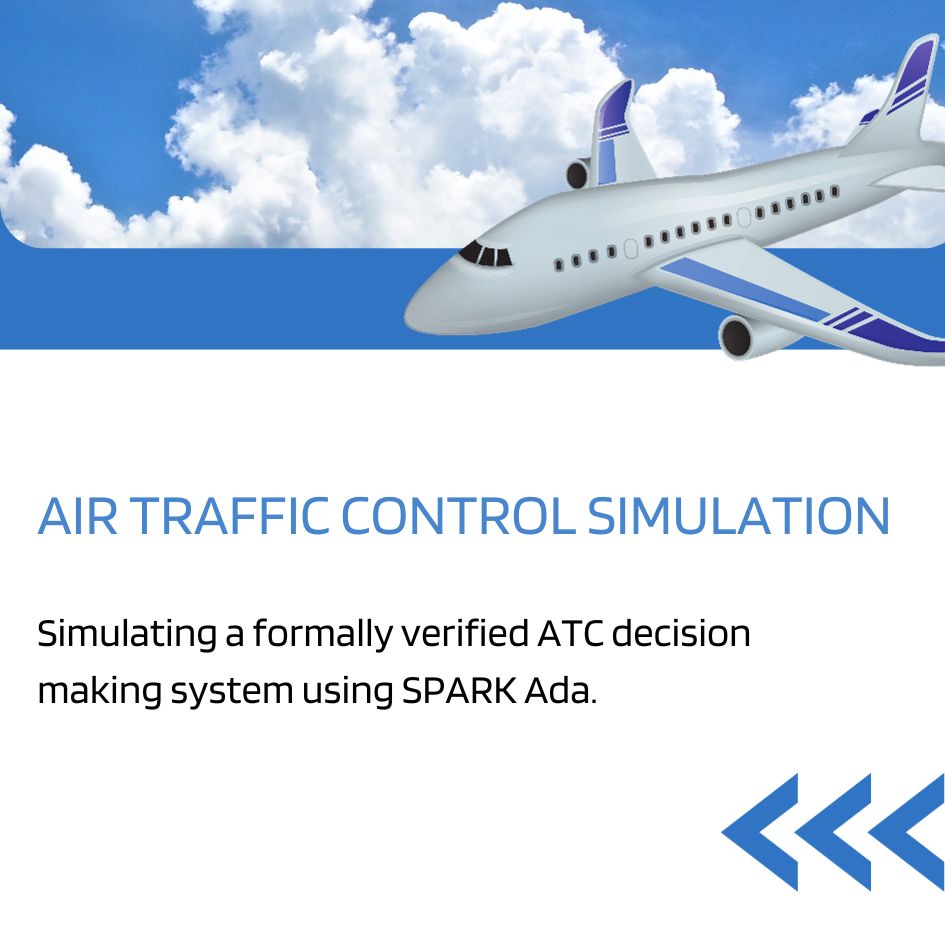 AIR TRAFFIC CONTROL SIMULATION
Simulating a formally verified ATC decision
making system using SPARK Ada.